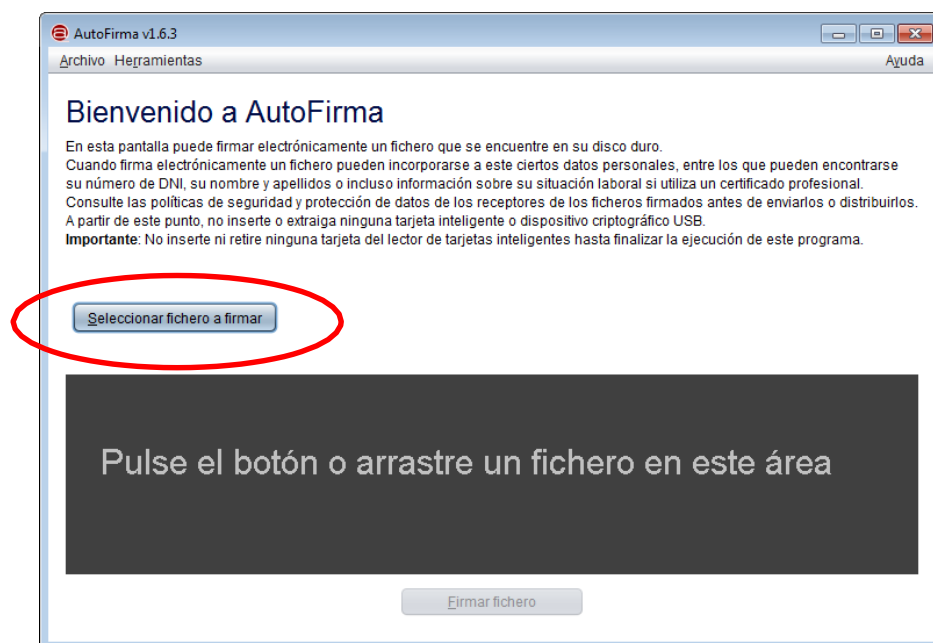 AutoFirma v1.6.3
Archivo Herramientas Ayuda
Bienvenido a AutoFirma
En esta pantalla puede firmar electrónicamente un fichero que se encuentre en su disco duro.
Cuando firma electrónicamente un fichero pueden incorporarse a este ciertos datos personales, entre los que pueden encontrarse
su número de DNI, su nombre y apellidos o incluso información sobre su situación laboral si utiliza un certificado profesional.
Consulte las políticas de seguridad y protección de datos de los receptores de los ficheros firmados antes de enviarlos o distribuirlos.
A partir de este punto, no inserte o extraiga ninguna tarjeta inteligente o dispositivo criptográfico USB.
Importante: No inserte ni retire ninguna tarjeta del lector de tarjetas inteligentes hasta finalizar la ejecución de este programa.
Seleccionar fichero a firmar
Pulse el botón o arrastre un fichero en este área
Firmar fichero